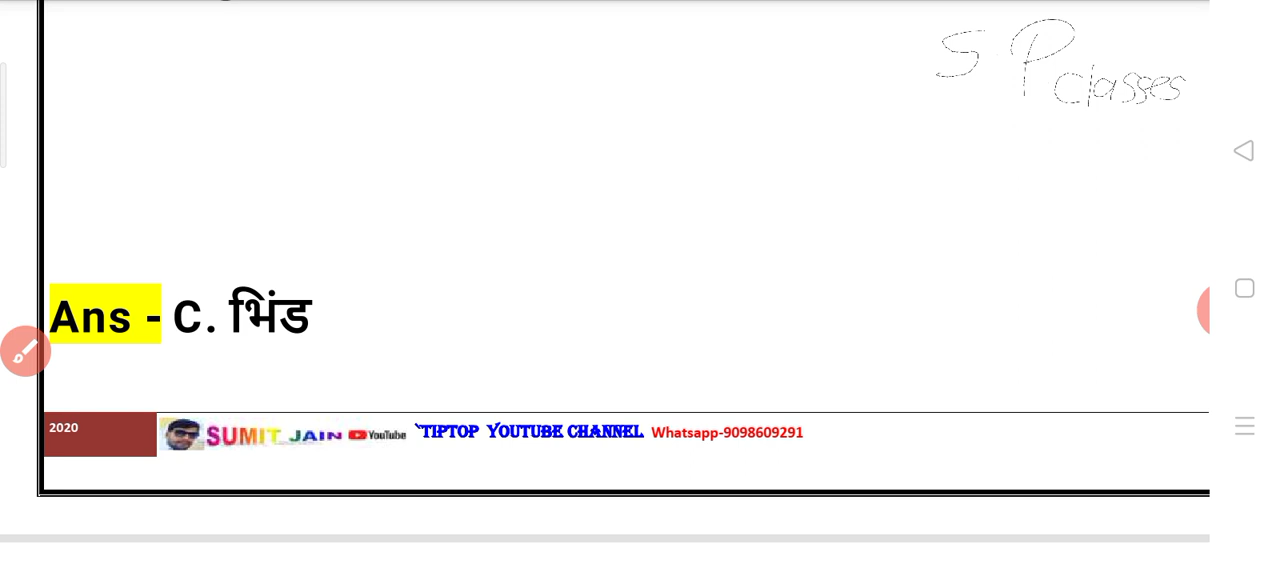 S P classes
Ans - C. भिंड
2020 SUMIT JAIN YouTube `TIPTOP YOUTUBE CHANNEL Whatsapp-9098609291